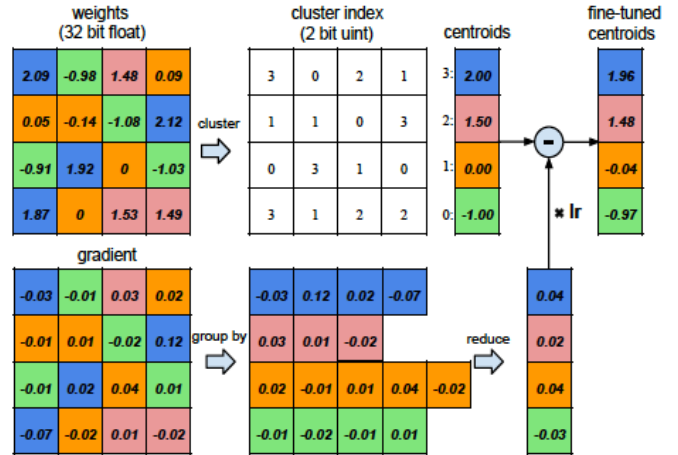 weights cluster index fine-tuned
(32 bit float) (2 bit uint) centroids centroids
2.09 -0.98 1.48 0.09 3 0 2 1 3: 2.00 1.96
0.05 -0.14 -1.08 2.12 cluster 1 1 0 3 2: 1.50 - 1.48
-0.91 1.92 0 -1.03 0 3 1 0 1: 0.00 -0.04
1.87 0 1.53 1.49 3 1 2 2 0: -1.00 × lr -0.97
gradient
-0.03 -0.01 0.03 0.02 -0.03 0.12 0.02 -0.07 0.04
-0.01 0.01 -0.02 0.12 group by 0.03 0.01 -0.02 reduce 0.02
-0.01 0.02 0.04 0.01 0.02 -0.01 0.01 0.04 -0.02 0.04
-0.07 -0.02 0.01 -0.02 -0.01 -0.02 -0.01 0.01 -0.03